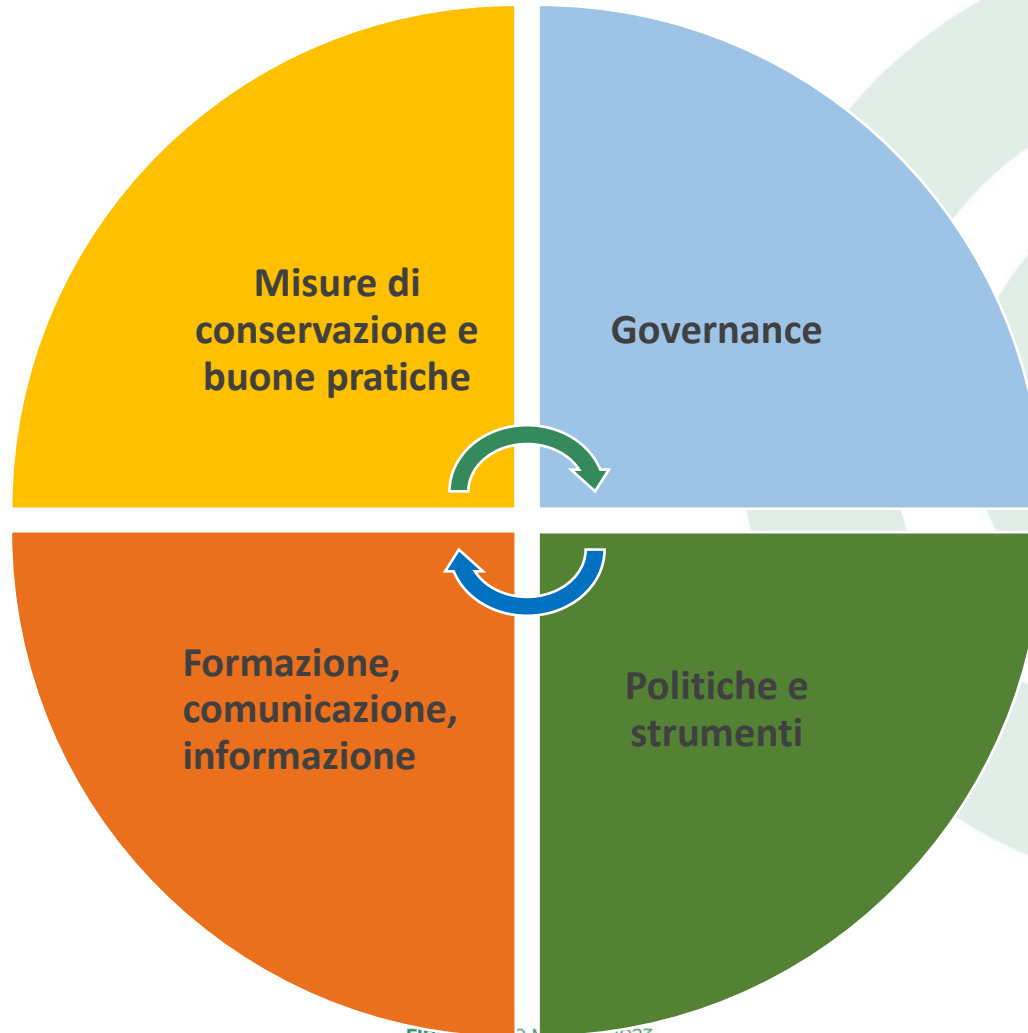 Misure di
conservazione e
buone pratiche
Governance
Formazione,
comunicazione,
informazione
Politiche e
strumenti